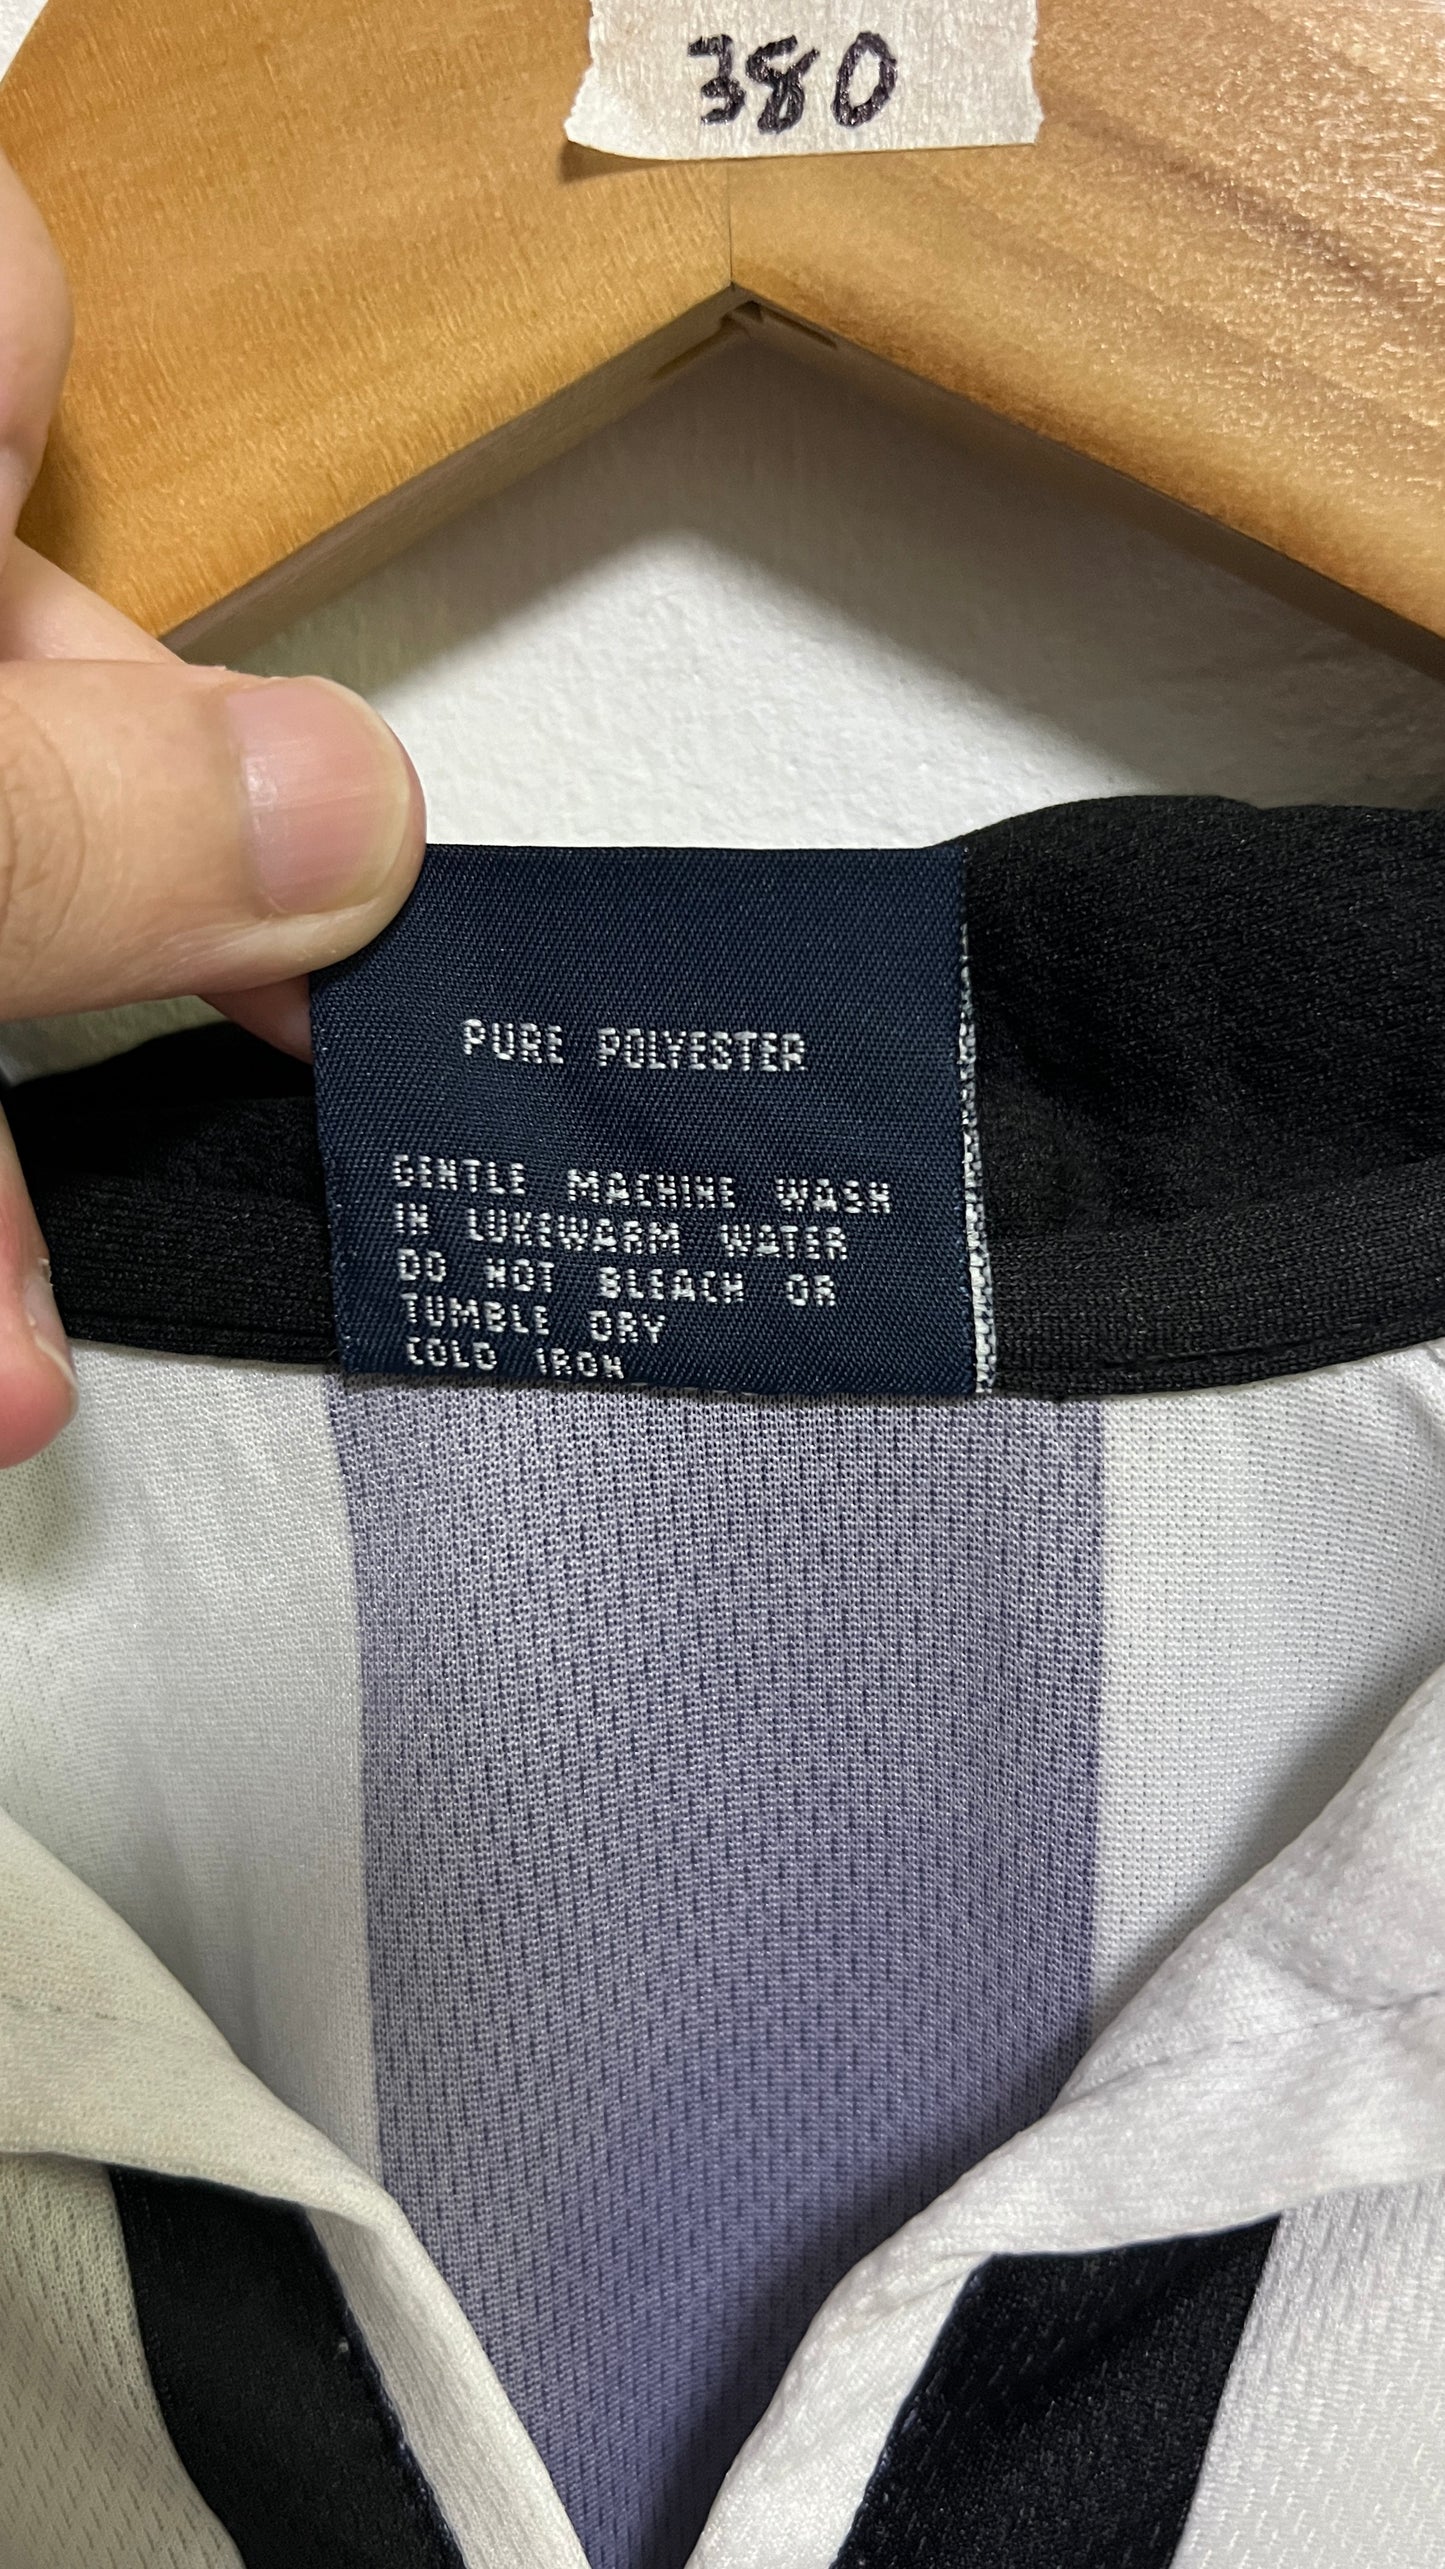 380
PURE POLYESTER
GENTLE MACHINE WASH
IN LUKEWARM WATER
DO NOT BLEACH OR
TUMBLE DRY
COLD IRON